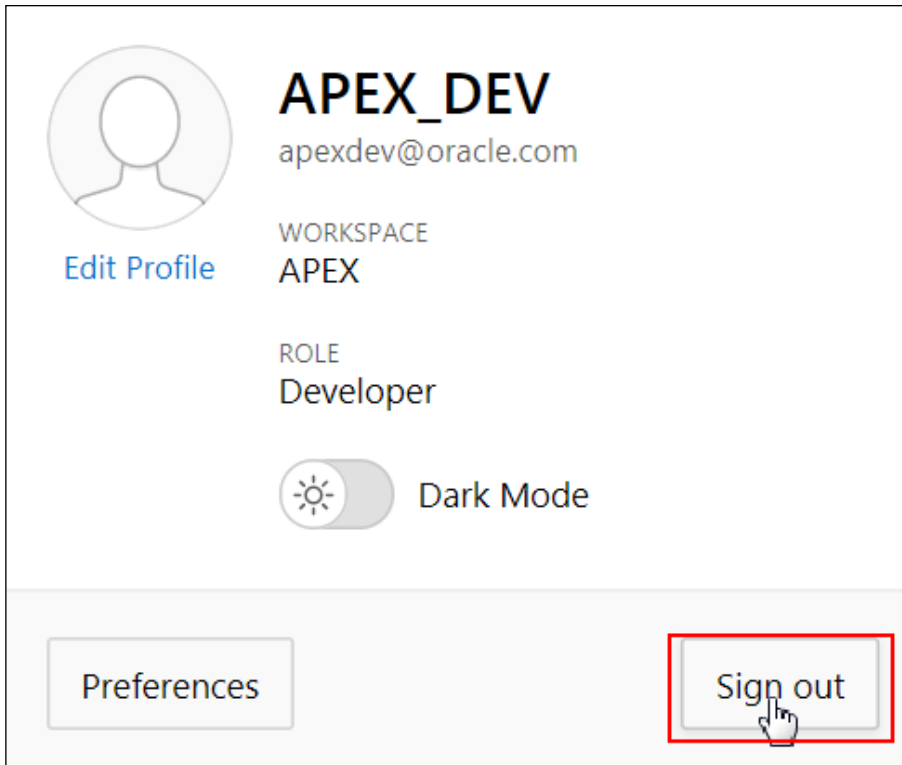 APEX_DEV
apexdev@oracle.com
Edit Profile
WORKSPACE
APEX
ROLE
Developer
Dark Mode
Preferences
Sign out